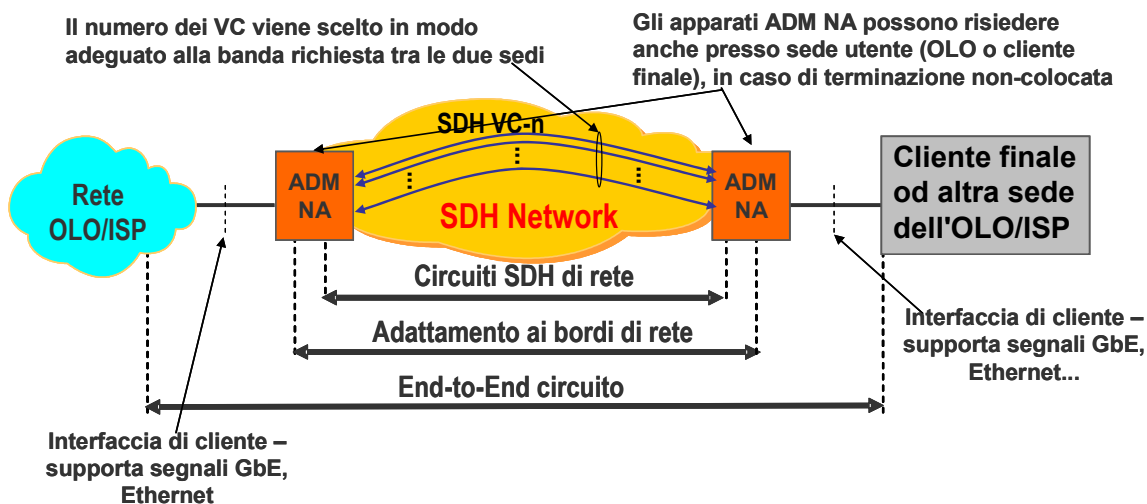 Il numero dei VC viene scelto in modo
adeguato alla banda richiesta tra le due sedi
Gli apparati ADM NA possono risiedere
anche presso sede utente (OLO o cliente
finale), in caso di terminazione non-colocata
SDH VC-n
Rete
OLO/ISP
ADM
NA
SDH Network
ADM
NA
Cliente finale
od altra sede
dell'OLO/ISP
Circuiti SDH di rete
Adattamento ai bordi di rete
End-to-End circuito
Interfaccia di cliente –
supporta segnali GbE,
Ethernet...
Interfaccia di cliente –
supporta segnali GbE,
Ethernet